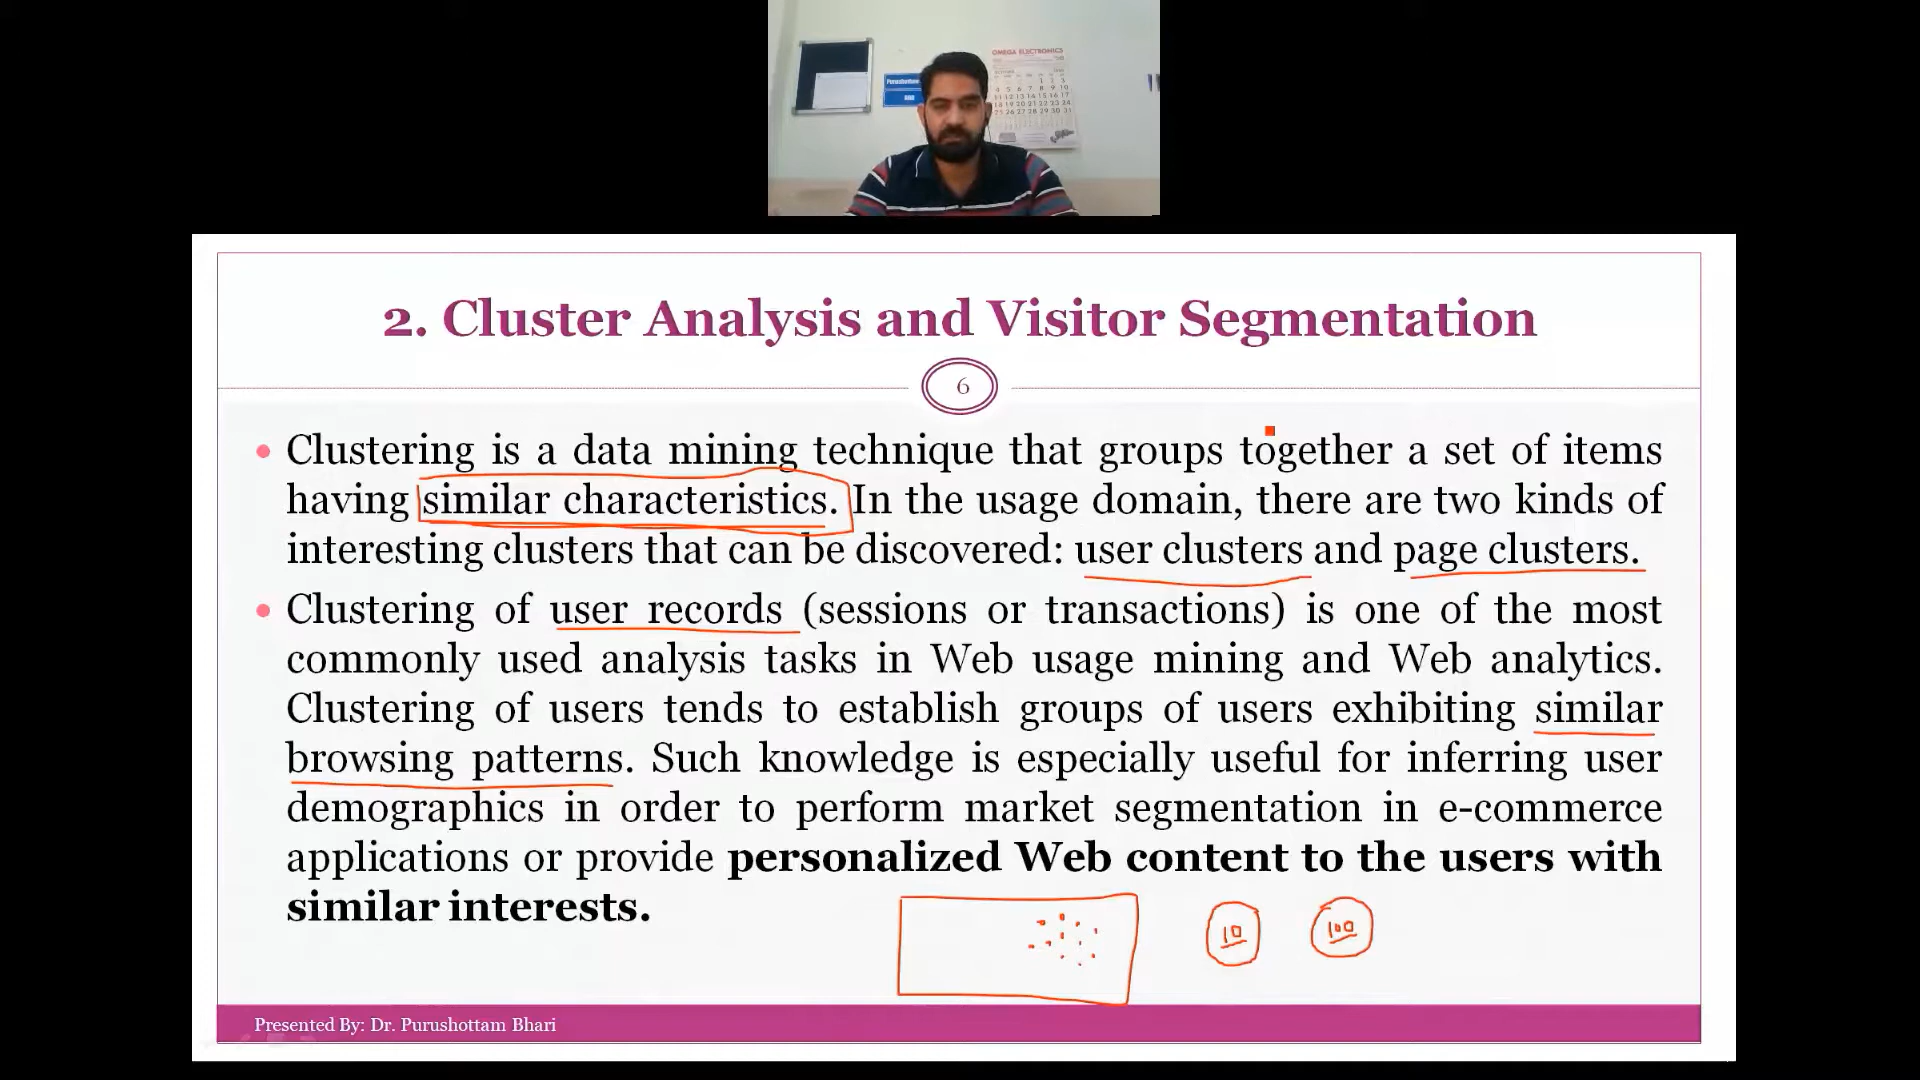 OMEGA ELECTRONICS
Purushottam
2. Cluster Analysis and Visitor Segmentation
6
• Clustering is a data mining technique that groups together a set of items
having similar characteristics. In the usage domain, there are two kinds of
interesting clusters that can be discovered: user clusters and page clusters.
• Clustering of user records (sessions or transactions) is one of the most
commonly used analysis tasks in Web usage mining and Web analytics.
Clustering of users tends to establish groups of users exhibiting similar
browsing patterns. Such knowledge is especially useful for inferring user
demographics in order to perform market segmentation in e-commerce
applications or provide personalized Web content to the users with
similar interests.
10 100
Presented By: Dr. Purushottam Bhari